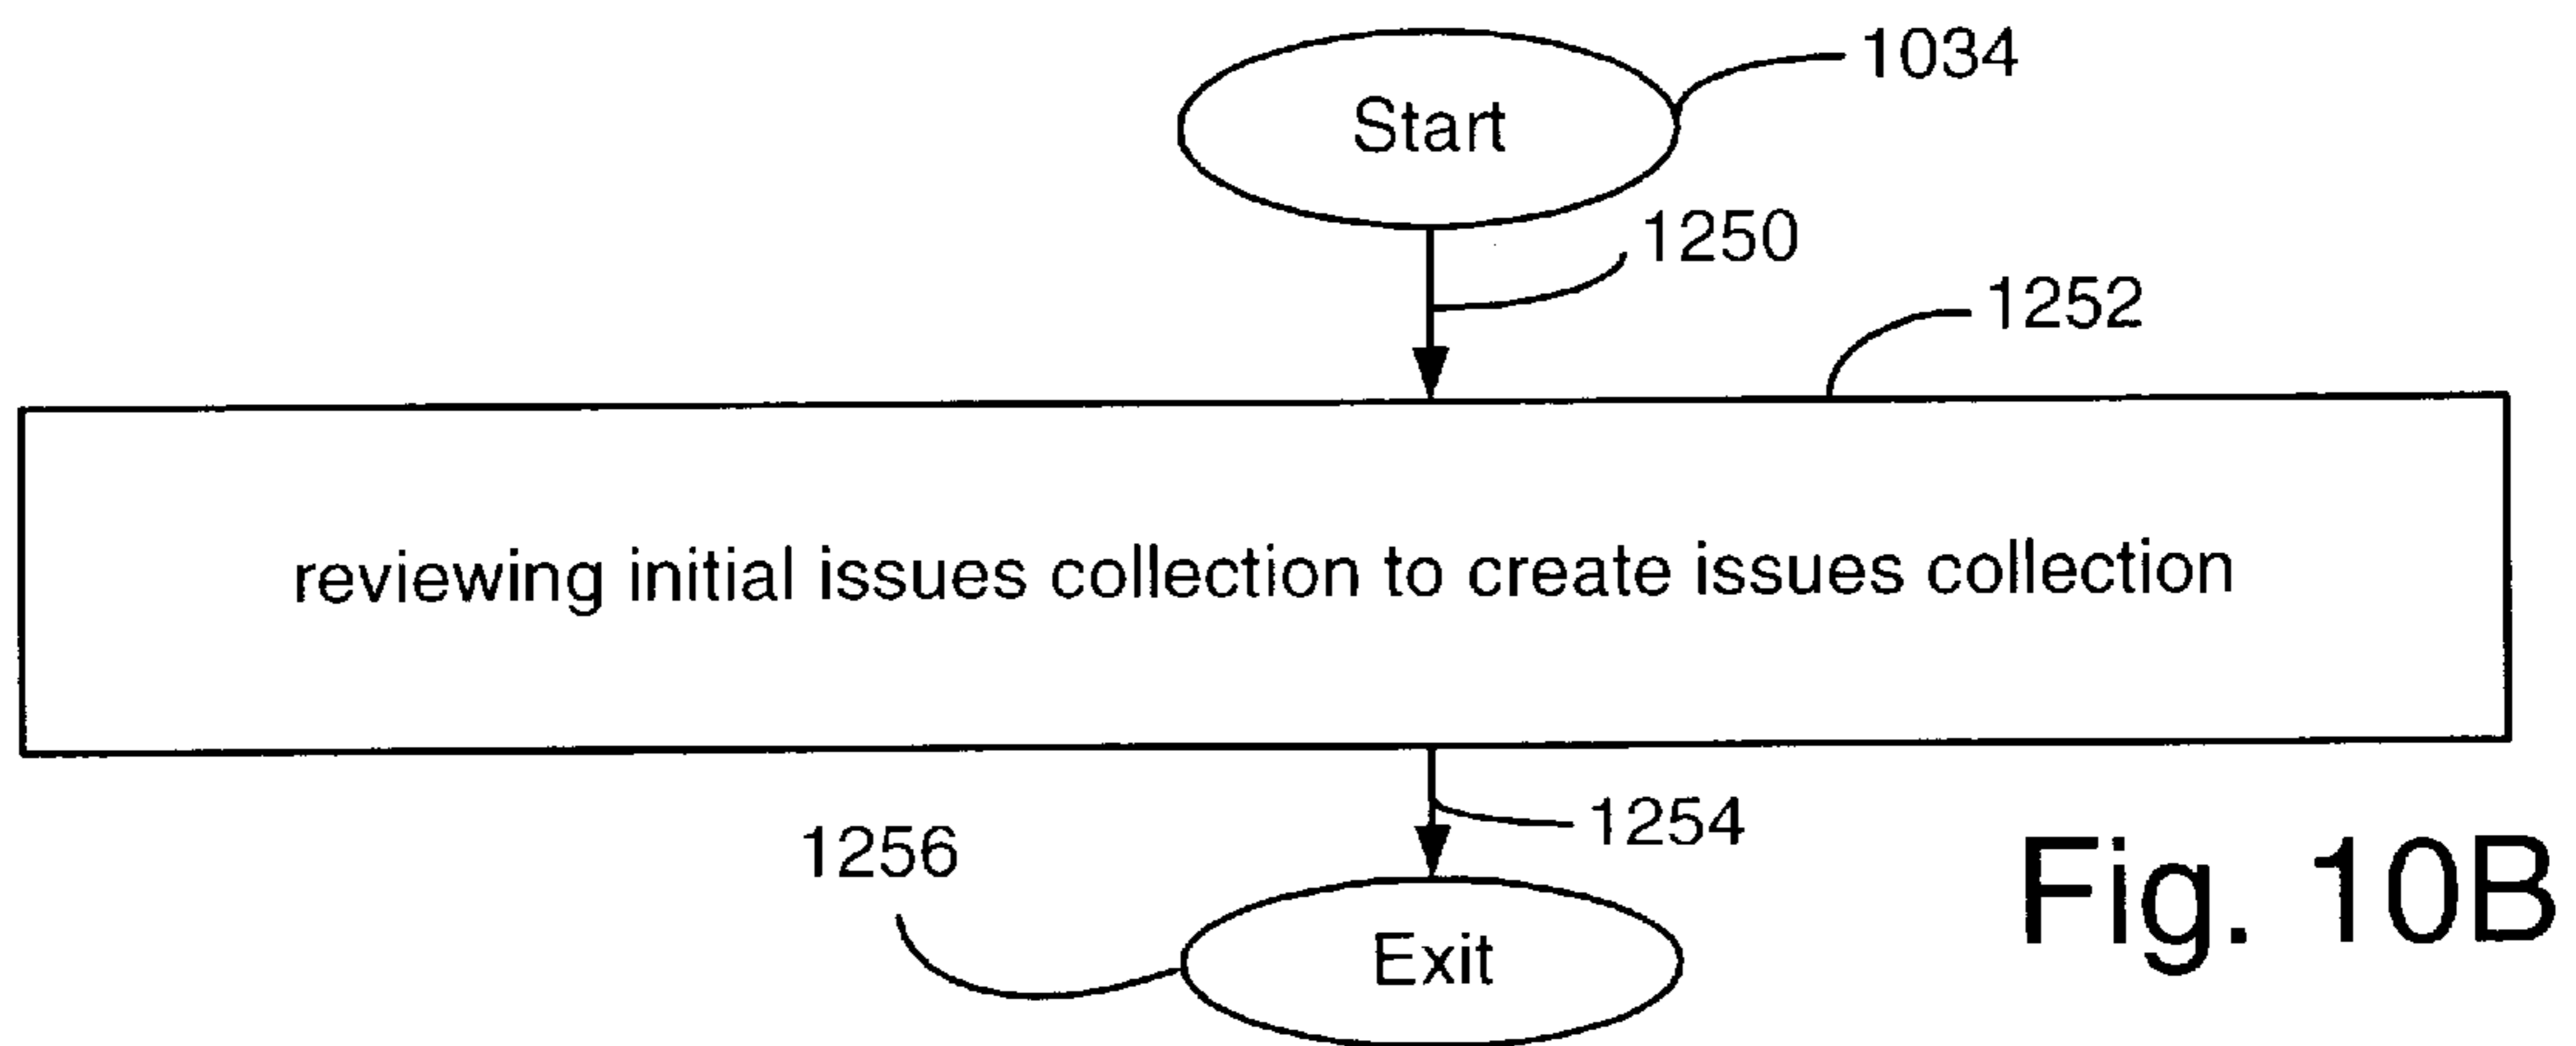 1034
Start
1250
1252
reviewing initial issues collection to create issues collection
1254
1256
Fig. 10B
Exit